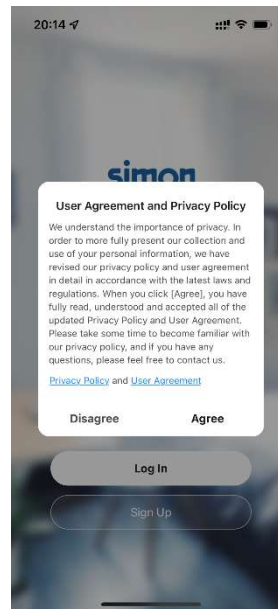 20:14
simon
User Agreement and Privacy Policy
We understand the importance of privacy. In
order to more fully present our collection and
use of your personal information, we have
revised our privacy policy and user agreement
in detail in accordance with the latest laws and
regulations. When you click [Agree], you have
fully read, understood and accepted all of the
updated Privacy Policy and User Agreement.
Please take some time to become familiar with
our privacy policy, and if you have any
questions, please feel free to contact us.
Privacy Policy and User Agreement
Disagree Agree
Log In
Sign Up